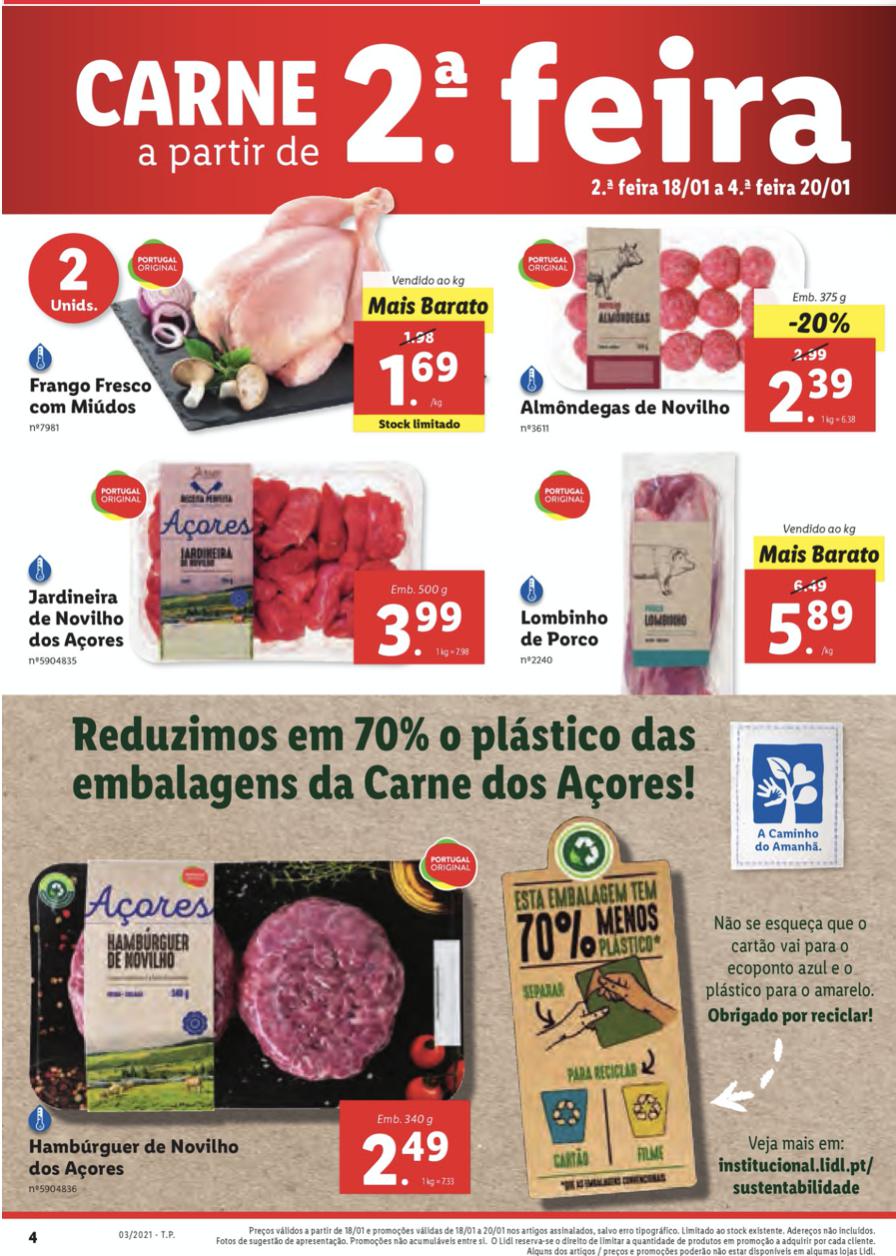 CARNE
a partir de
2.ª feira
2.ª feira 18/01 a 4.ª feira 20/01
2
Unids.
PORTUGAL
ORIGINAL
Vendido ao kg
Mais Barato
1.98
1.69
/kg
Stock limitado
Frango Fresco
com Miúdos
nº7981
PORTUGAL
ORIGINAL
ALMÔNDEGAS
Emb. 375 g
-20%
2.99
2.39
1 kg = 6.38
Almôndegas de Novilho
nº3611
PORTUGAL
ORIGINAL
RECEITA PERFEITA
Açores
JARDINEIRA
DE NOVILHO
Emb. 500 g
3.99
1 kg = 7.98
Jardineira
de Novilho
dos Açores
nº5904835
PORTUGAL
ORIGINAL
PORCO
LOMBINHO
Vendido ao kg
Mais Barato
6.49
5.89
/kg
Lombinho
de Porco
nº2240
Reduzimos em 70% o plástico das
embalagens da Carne dos Açores!
A Caminho
do Amanhã.
PORTUGAL
ORIGINAL
Açores
HAMBÚRGUER
DE NOVILHO
Emb. 340 g
2.49
1 kg = 7.33
Hambúrguer de Novilho
dos Açores
nº5904836
ESTA EMBALAGEM TEM
70% MENOS
PLÁSTICO*
SEPARAR
PARA RECICLAR
CARTÃO
FILME
*QUE AS EMBALAGENS CONVENCIONAIS
Não se esqueça que o
cartão vai para o
ecoponto azul e o
plástico para o amarelo.
Obrigado por reciclar!
Veja mais em:
institucional.lidl.pt/
sustentabilidade
4
03/2021 - T.P.
Preços válidos a partir de 18/01 e promoções válidas de 18/01 a 20/01 nos artigos assinalados, salvo erro tipográfico. Limitado ao stock existente. Adereços não incluídos.
Fotos de sugestão de apresentação. Promoções não acumuláveis entre si. O Lidl reserva-se o direito de limitar a quantidade de produtos em promoção a adquirir por cada cliente.
Alguns dos artigos / preços e promoções poderão não estar disponíveis em algumas lojas Lidl.